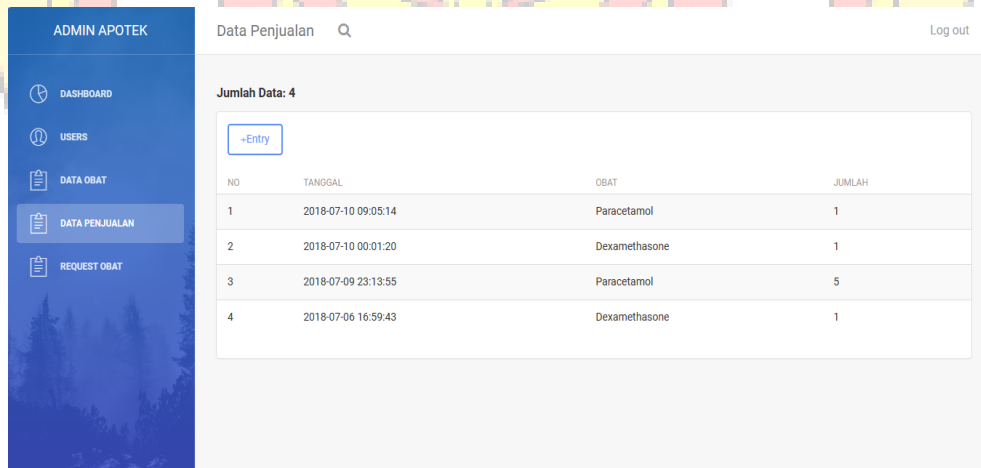 ADMIN APOTEK
DASHBOARD
USERS
DATA OBAT
DATA PENJUALAN
REQUEST OBAT
Data Penjualan
Log out
Jumlah Data: 4
+Entry
NO TANGGAL OBAT JUMLAH
1 2018-07-10 09:05:14 Paracetamol 1
2 2018-07-10 00:01:20 Dexamethasone 1
3 2018-07-09 23:13:55 Paracetamol 5
4 2018-07-06 16:59:43 Dexamethasone 1